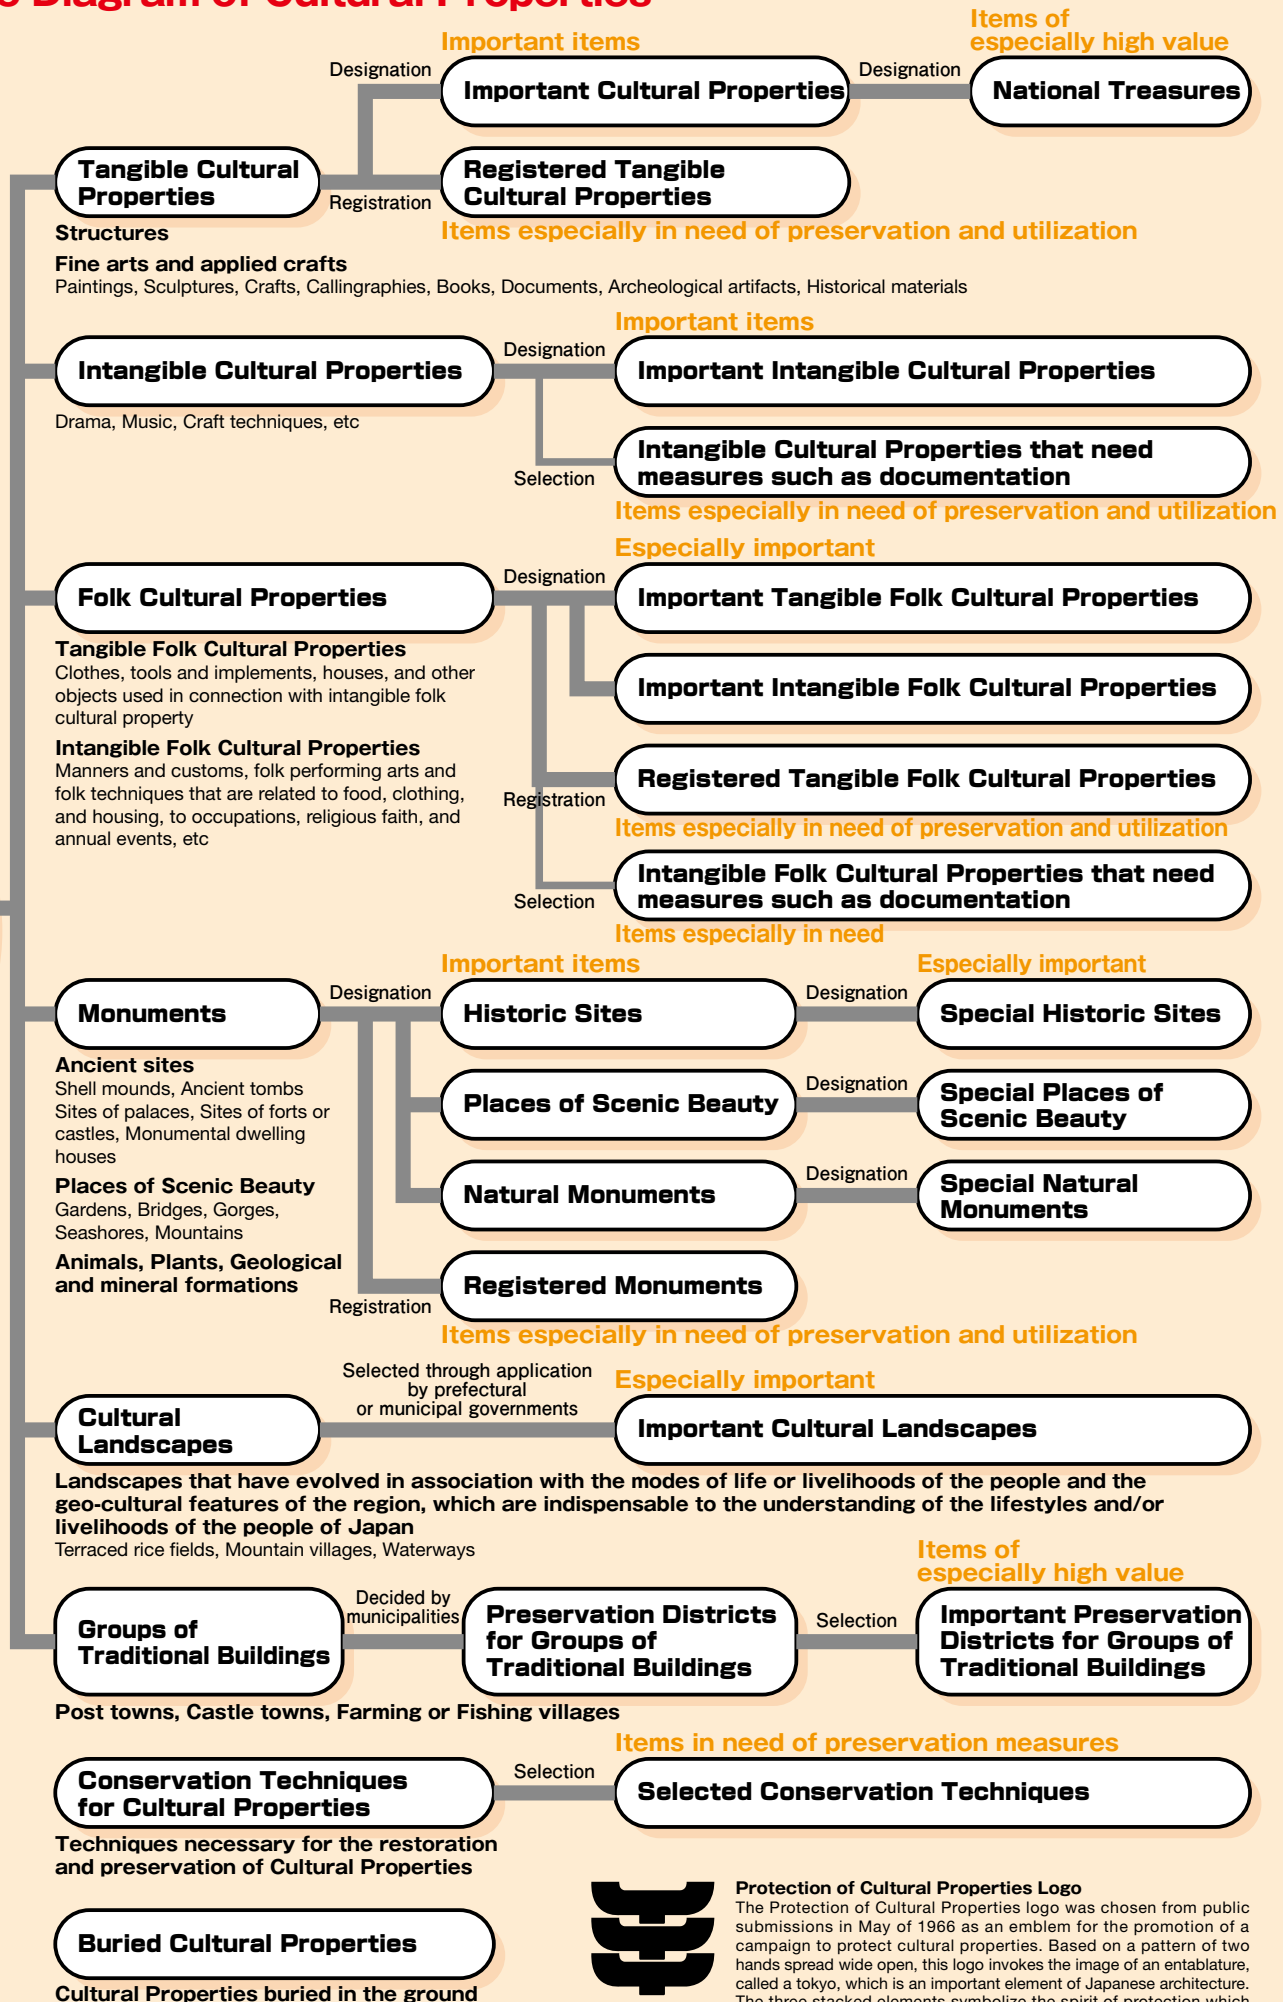 Diagram of Cultural Properties
Items of
especially high value
Important items
Designation
Important Cultural Properties
Designation
National Treasures
Tangible Cultural
Properties
Registration
Registered Tangible
Cultural Properties
Items especially in need of preservation and utilization
Structures
Fine arts and applied crafts
Paintings, Sculptures, Crafts, Callingraphies, Books, Documents, Archeological artifacts, Historical materials
Important items
Intangible Cultural Properties
Designation
Important Intangible Cultural Properties
Drama, Music, Craft techniques, etc
Selection
Intangible Cultural Properties that need
measures such as documentation
Items especially in need of preservation and utilization
Especially important
Folk Cultural Properties
Designation
Important Tangible Folk Cultural Properties
Tangible Folk Cultural Properties
Clothes, tools and implements, houses, and other
objects used in connection with intangible folk
cultural property
Important Intangible Folk Cultural Properties
Intangible Folk Cultural Properties
Manners and customs, folk performing arts and
folk techniques that are related to food, clothing,
and housing, to occupations, religious faith, and
annual events, etc
Registration
Registered Tangible Folk Cultural Properties
Items especially in need of preservation and utilization
Selection
Intangible Folk Cultural Properties that need
measures such as documentation
Items especially in need
Important items
Especially important
Monuments
Designation
Historic Sites
Designation
Special Historic Sites
Ancient sites
Shell mounds, Ancient tombs
Sites of palaces, Sites of forts or
castles, Monumental dwelling
houses
Places of Scenic Beauty
Designation
Special Places of
Scenic Beauty
Places of Scenic Beauty
Gardens, Bridges, Gorges,
Seashores, Mountains
Natural Monuments
Designation
Special Natural
Monuments
Animals, Plants, Geological
and mineral formations
Registration
Registered Monuments
Items especially in need of preservation and utilization
Cultural
Landscapes
Selected through application
by prefectural
or municipal governments
Especially important
Important Cultural Landscapes
Landscapes that have evolved in association with the modes of life or livelihoods of the people and the
geo-cultural features of the region, which are indispensable to the understanding of the lifestyles and/or
livelihoods of the people of Japan
Terraced rice fields, Mountain villages, Waterways
Items of
especially high value
Groups of
Traditional Buildings
Decided by
municipalities
Preservation Districts
for Groups of
Traditional Buildings
Selection
Important Preservation
Districts for Groups of
Traditional Buildings
Post towns, Castle towns, Farming or Fishing villages
Items in need of preservation measures
Conservation Techniques
for Cultural Properties
Selection
Selected Conservation Techniques
Techniques necessary for the restoration
and preservation of Cultural Properties
Buried Cultural Properties
Cultural Properties buried in the ground
Protection of Cultural Properties Logo
The Protection of Cultural Properties logo was chosen from public
submissions in May of 1966 as an emblem for the promotion of a
campaign to protect cultural properties. Based on a pattern of two
hands spread wide open, this logo invokes the image of an entablature,
called a tokyo, which is an important element of Japanese architecture.
The three stacked elements symbolize the spirit of protection which